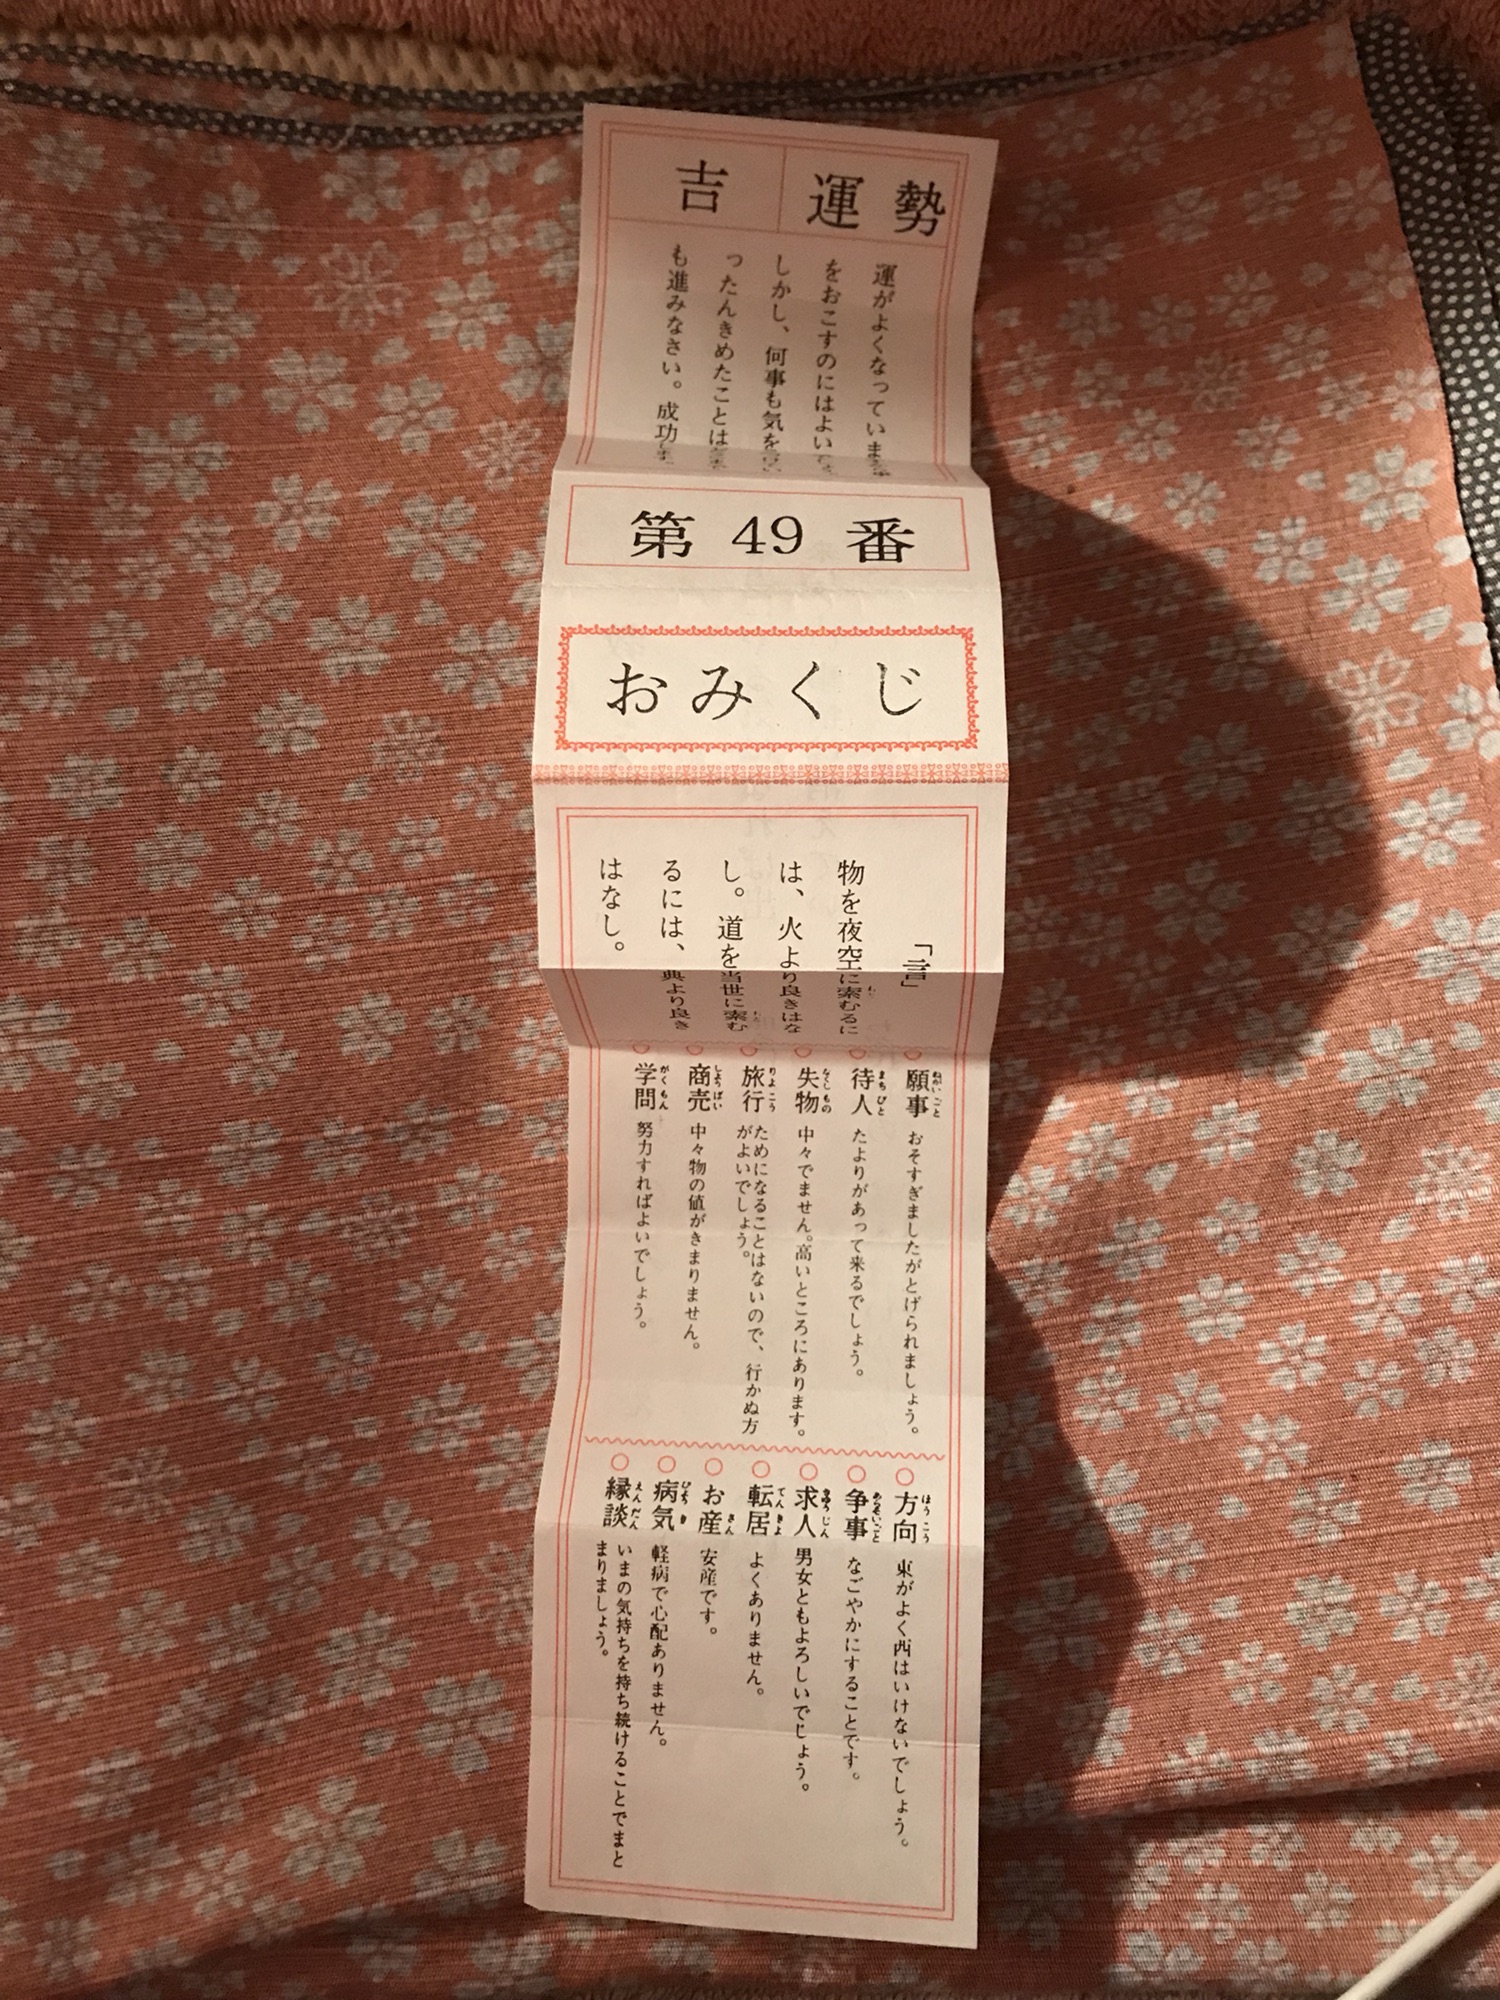 運勢
吉
運がよくなっています
をおこすのにはよい
しかし、何事も気を
ったんきめたことは
も進みなさい。成功
第49番
おみくじ
「言」
物を夜空に索むるに
は、火より良きはな
し。道を当世に索む
るには、典より良き
はなし。
願事 おそすぎましたがとげられましょう。
待人 たよりがあって来るでしょう。
失物 中々でません。高いところにあります。
旅行 ためになることはないので、行かぬ方
がよいでしょう。
商売 中々物の値がきまりません。
学問 努力すればよいでしょう。
方向 東がよく西はいけないでしょう。
争事 なごやかにすることです。
求人 男女ともよろしいでしょう。
転居 よくありません。
お産 安産です。
病気 軽病で心配ありません。
縁談 いまの気持ちを持ち続けることでまと
まりましょう。